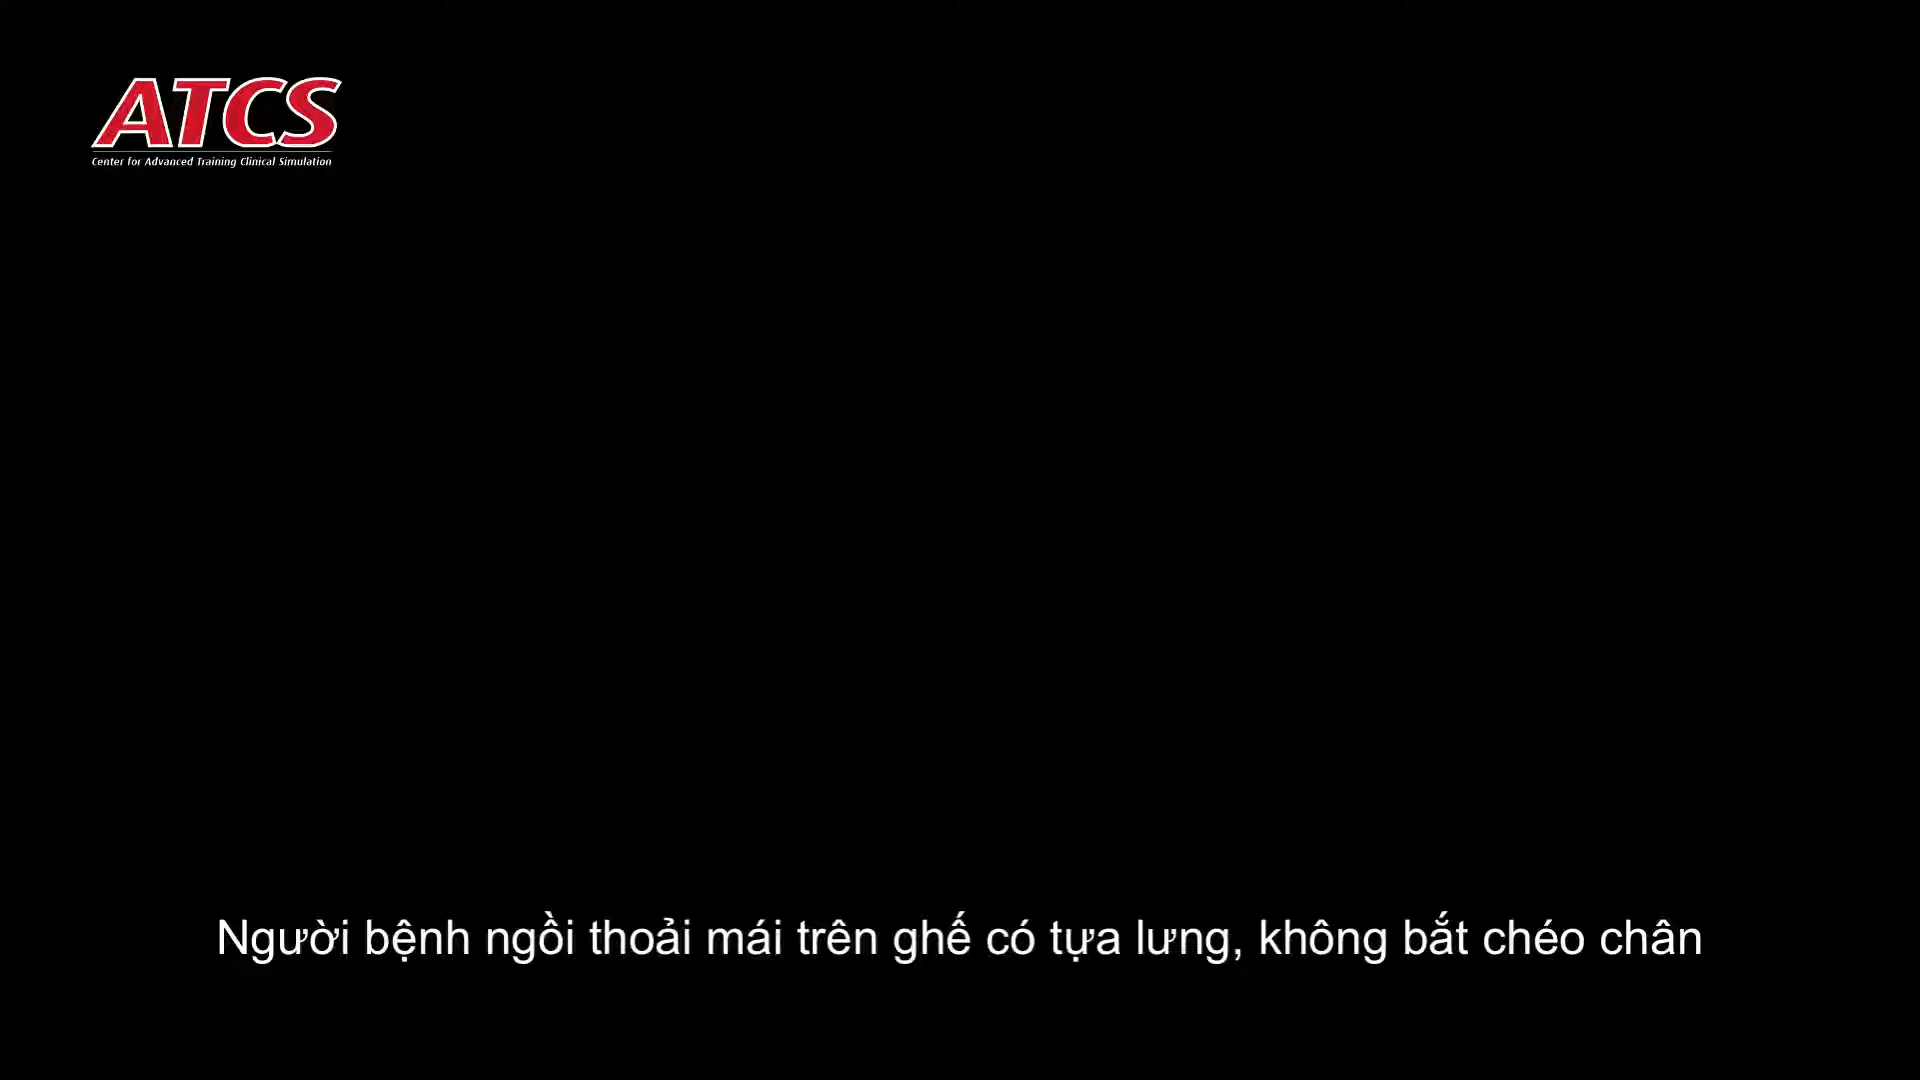 ATCS
Center for Advanced Training Clinical Simulation
Người bệnh ngồi thoải mái trên ghế có tựa lưng, không bắt chéo chân